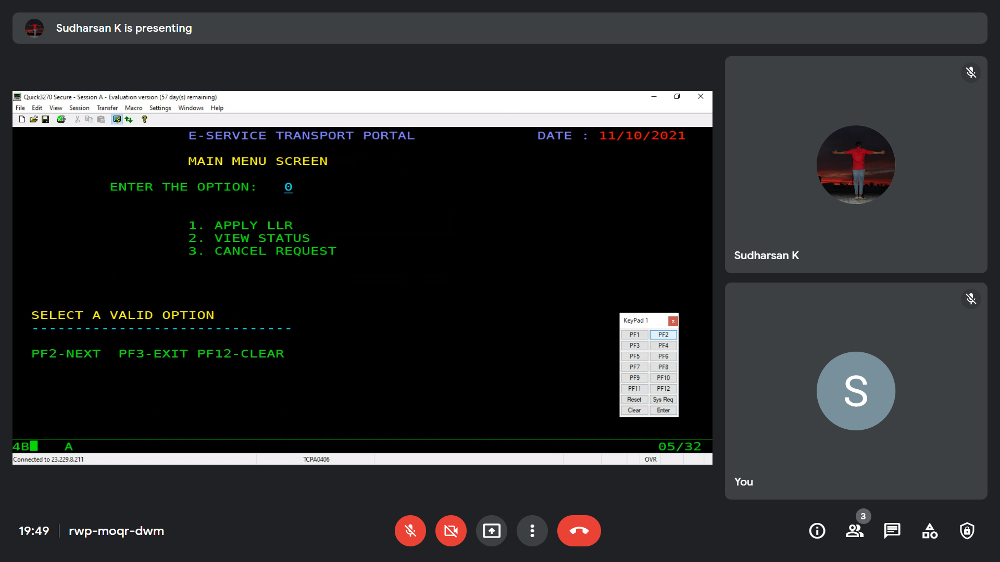 Sudharsan K is presenting
Quick3270 Secure - Session A - Evaluation version (57 day(s) remaining)
File Edit View Session Transfer Macro Settings Windows Help
E-SERVICE TRANSPORT PORTAL DATE : 11/10/2021
MAIN MENU SCREEN
ENTER THE OPTION: 0
1. APPLY LLR
2. VIEW STATUS
3. CANCEL REQUEST
SELECT A VALID OPTION
------------------------------
PF2-NEXT PF3-EXIT PF12-CLEAR
KeyPad 1 x
PF1 PF2
PF3 PF4
PF5 PF6
PF7 PF8
PF9 PF10
PF11 PF12
Reset Sys Req
Clear Enter
4B A 05/32
Connected to 23.229.8.211 TCPA0406 OVR
Sudharsan K
S
You
19:49 rwp-moqr-dwm
3